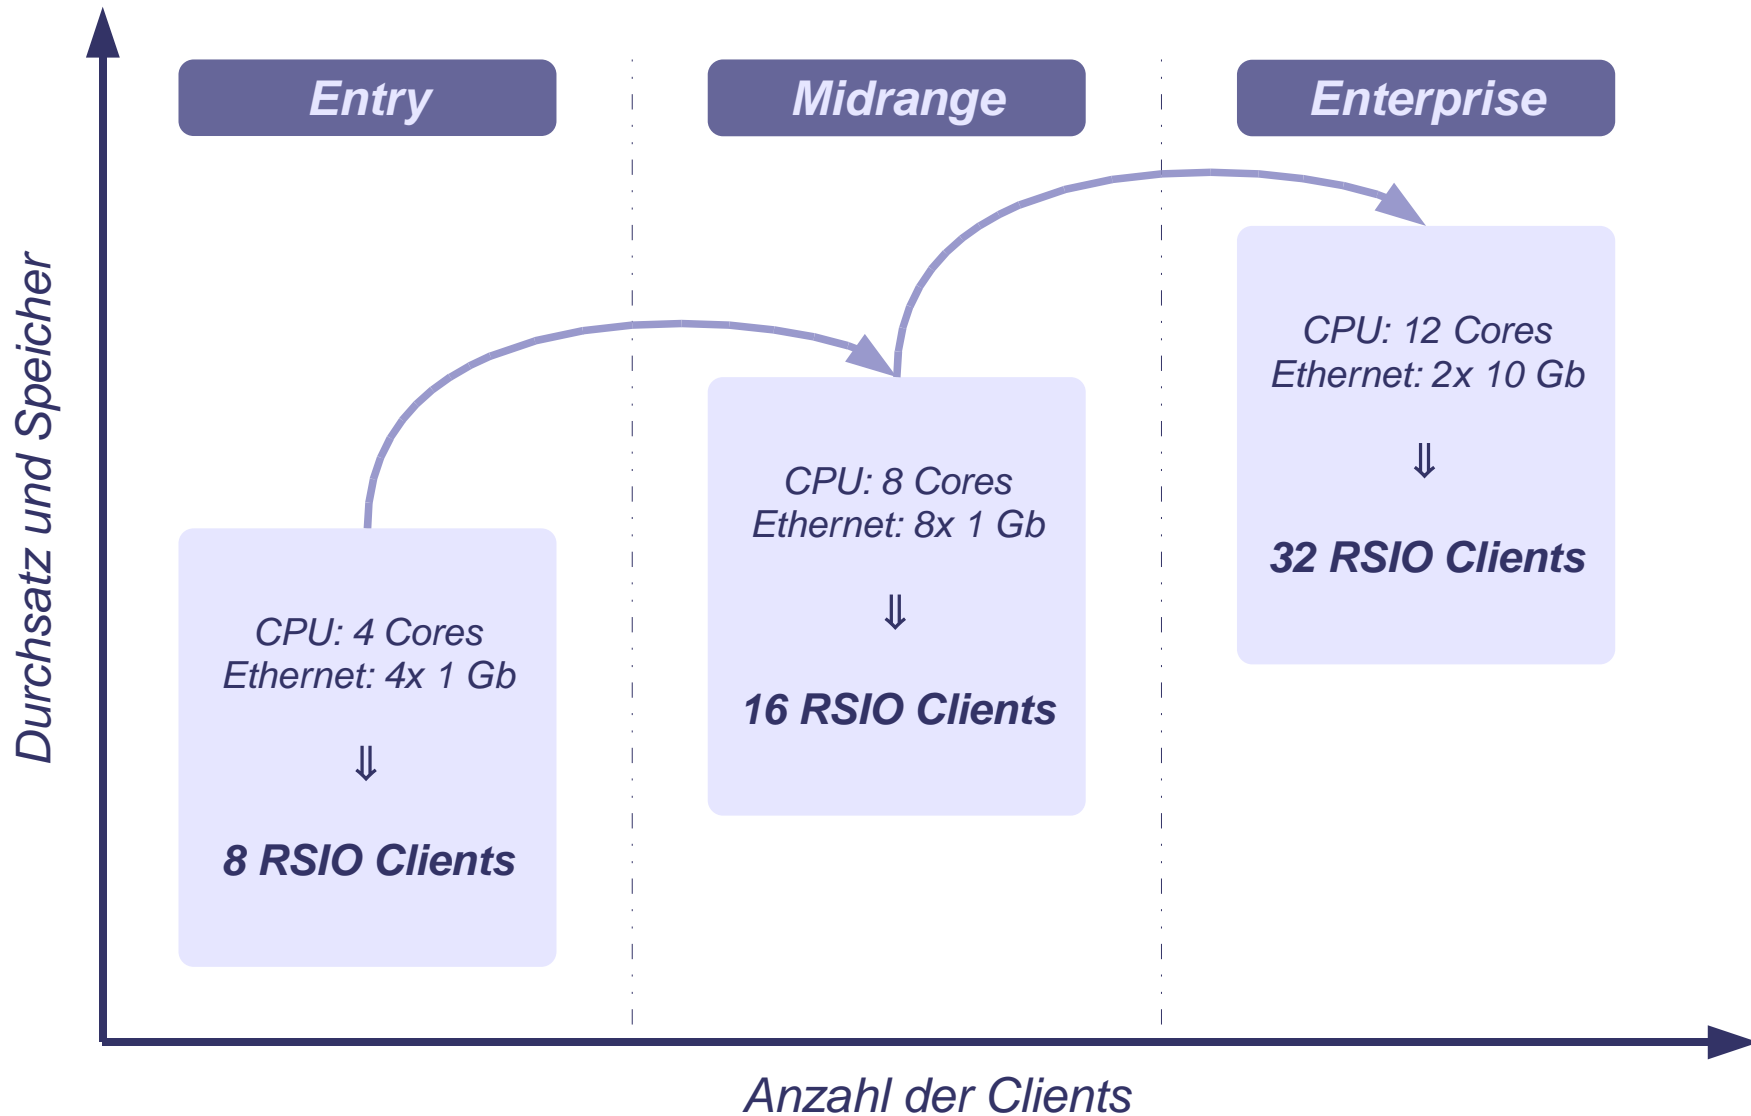 Entry
Midrange
Enterprise
Durchsatz und Speicher
CPU: 4 Cores
Ethernet: 4x 1 Gb
⇓
8 RSIO Clients
CPU: 8 Cores
Ethernet: 8x 1 Gb
⇓
16 RSIO Clients
CPU: 12 Cores
Ethernet: 2x 10 Gb
⇓
32 RSIO Clients
Anzahl der Clients